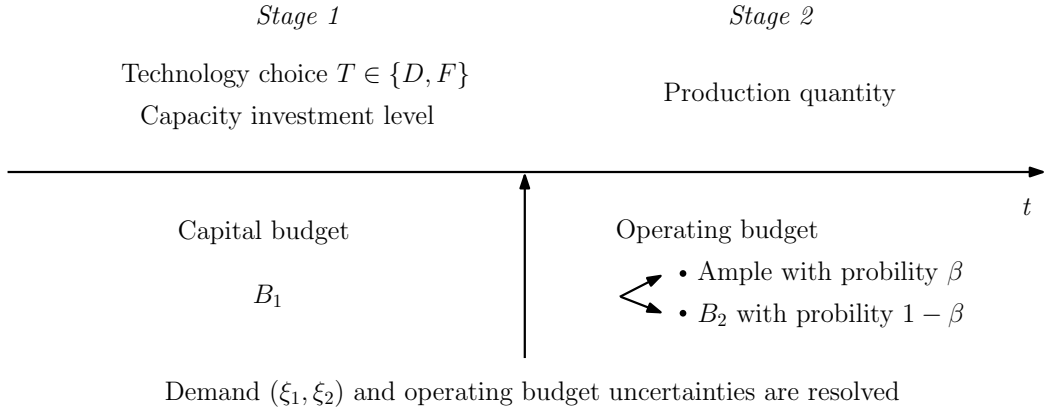 Stage 1
Stage 2
Technology choice T ∈ {D, F}
Capacity investment level
Production quantity
t
Capital budget
B₁
Operating budget
• Ample with probility β
• B₂ with probility 1 − β
Demand (ξ₁, ξ₂) and operating budget uncertainties are resolved